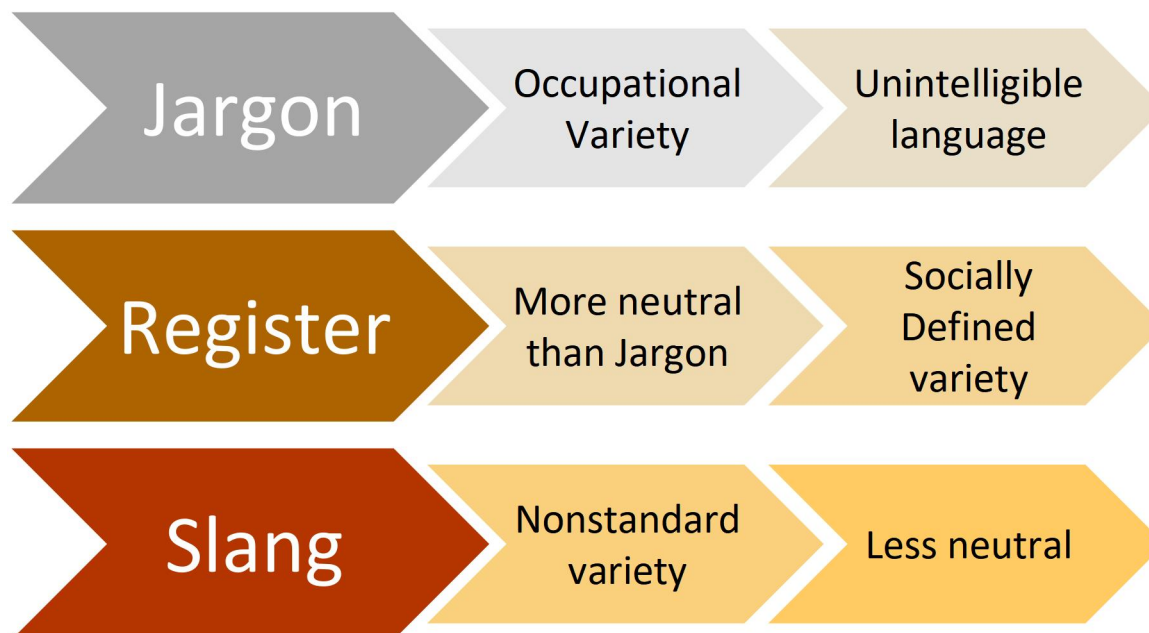 Jargon
Occupational
Variety
Unintelligible
language
Register
More neutral
than Jargon
Socially
Defined
variety
Slang
Nonstandard
variety
Less neutral